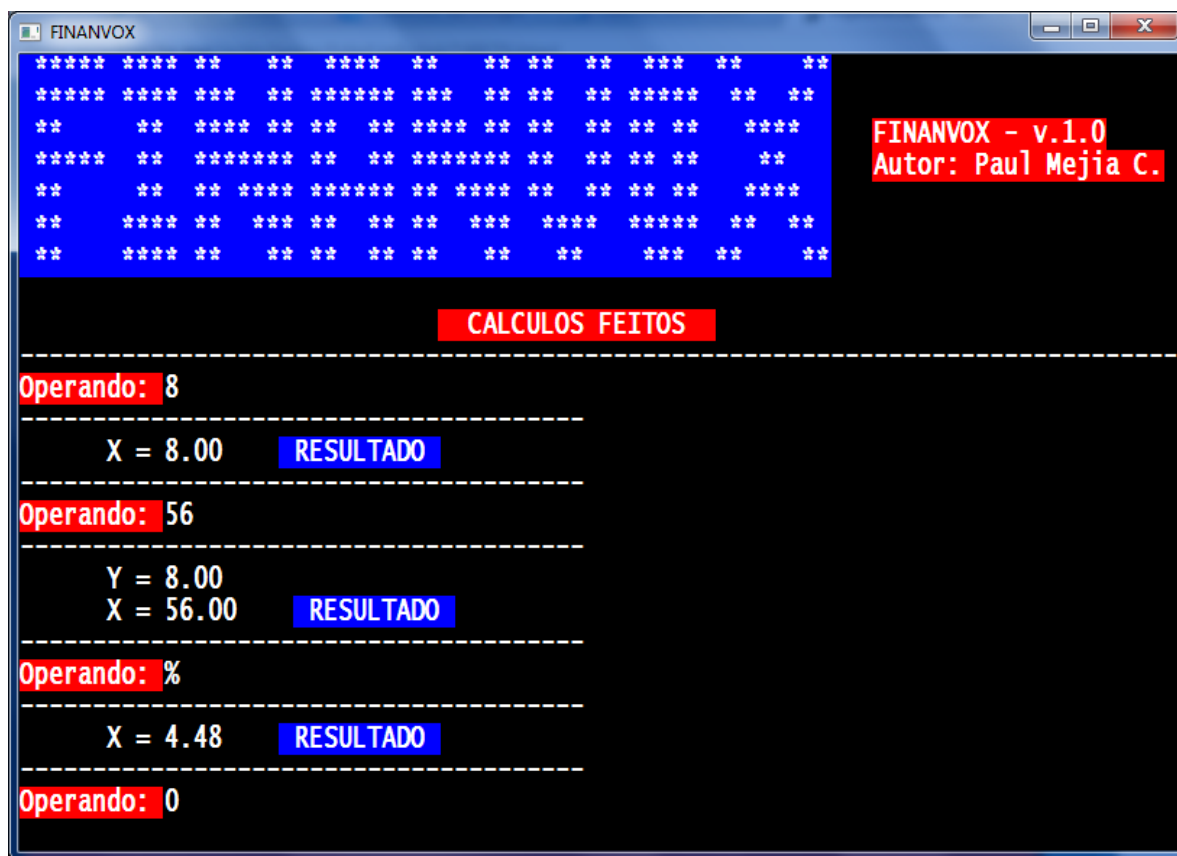 FINANVOX
FINANVOX
FINANVOX - v.1.0
Autor: Paul Mejia C.
CALCULOS FEITOS
Operando: 8
X = 8.00 RESULTADO
Operando: 56
Y = 8.00
X = 56.00 RESULTADO
Operando: %
X = 4.48 RESULTADO
Operando: 0